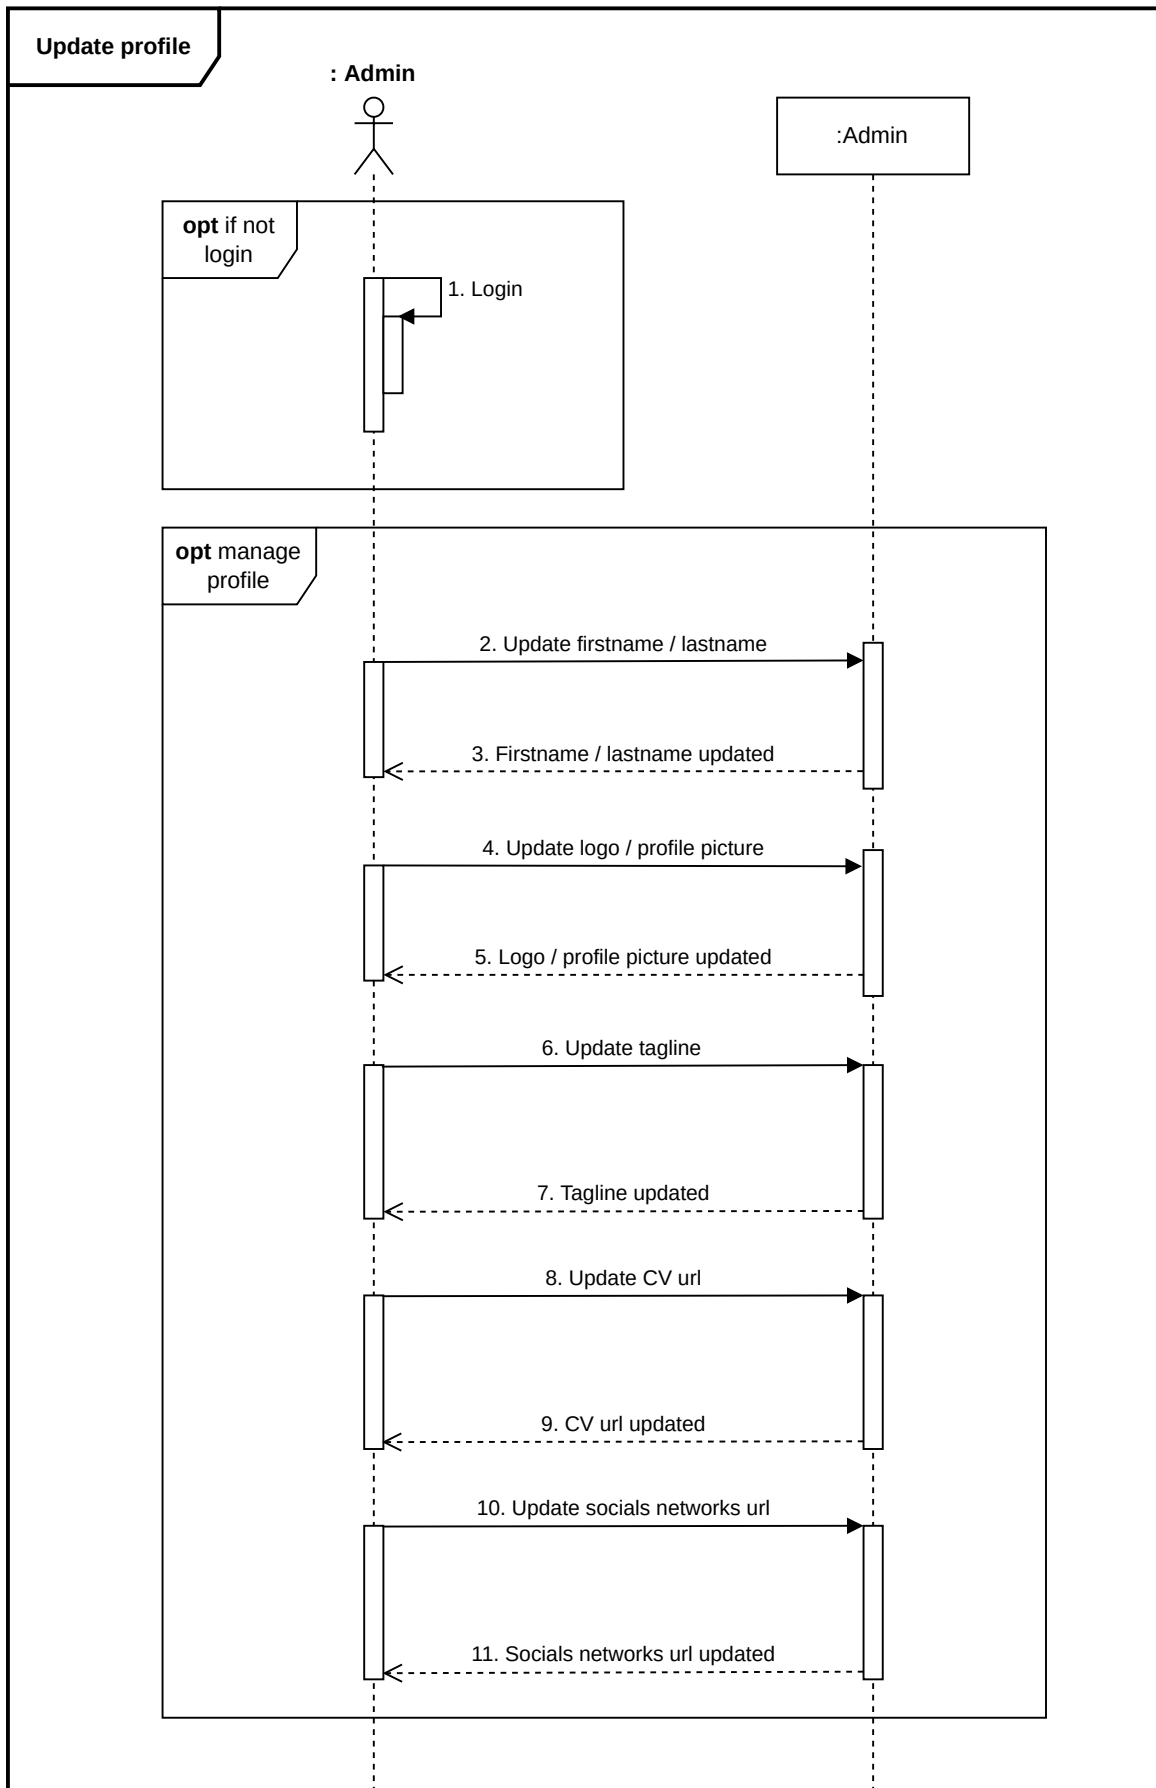 Update profile
: Admin
:Admin
opt if not
login
1. Login
opt manage
profile
2. Update firstname / lastname
3. Firstname / lastname updated
4. Update logo / profile picture
5. Logo / profile picture updated
6. Update tagline
7. Tagline updated
8. Update CV url
9. CV url updated
10. Update socials networks url
11. Socials networks url updated